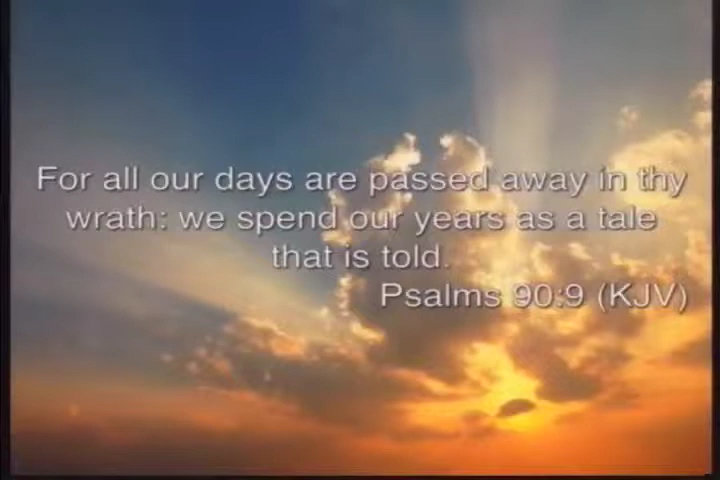 For all our days are passed away in thy
wrath: we spend our years as a tale
that is told.
Psalms 90:9 (KJV)